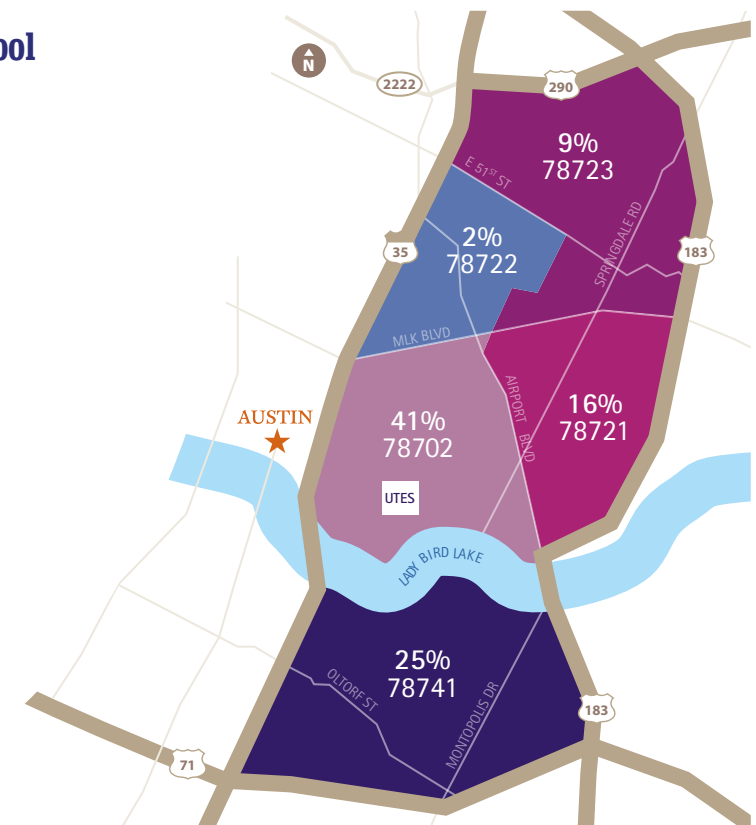 ool
N
2222
290
9%
78723
E 51ST ST
2%
78722
35
SPRINGDALE RD
183
MLK BLVD
AIRPORT BLVD
16%
78721
AUSTIN
41%
78702
UTES
LADY BIRD LAKE
25%
78741
OLTORF ST
MONTOPOLIS DR
183
71